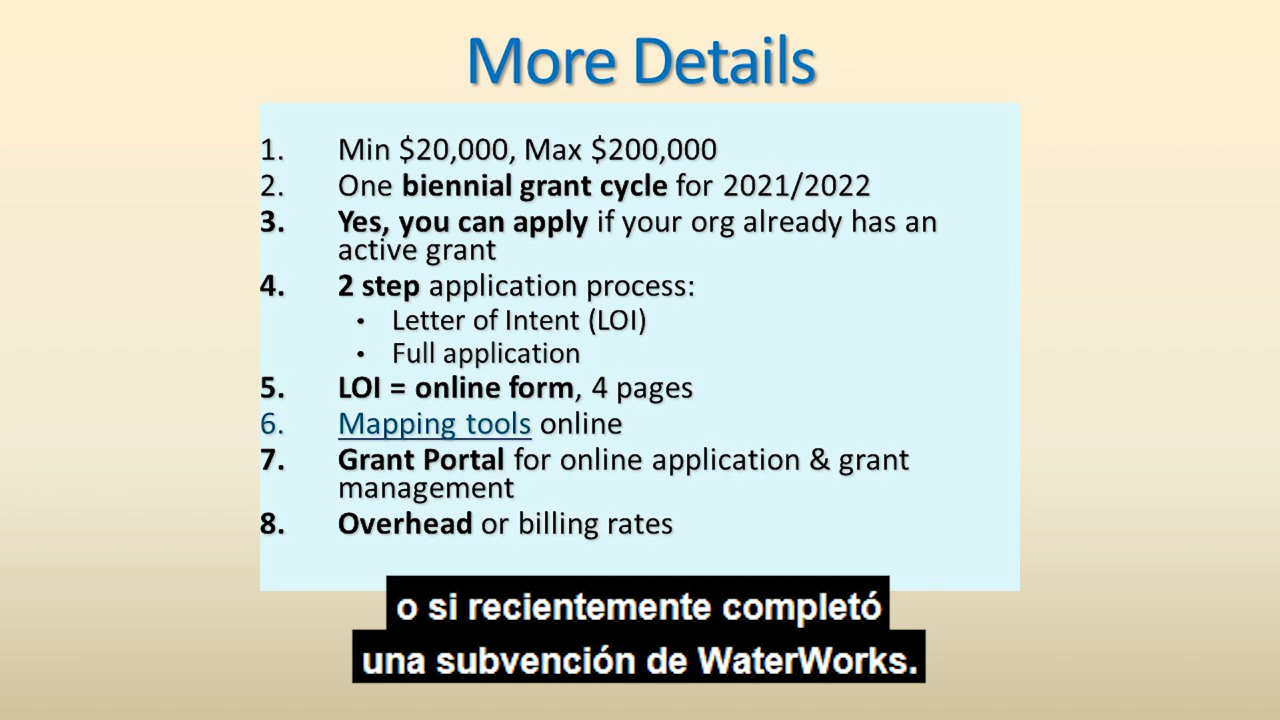 More Details
1. Min $20,000, Max $200,000
2. One biennial grant cycle for 2021/2022
3. Yes, you can apply if your org already has an
active grant
4. 2 step application process:
• Letter of Intent (LOI)
• Full application
5. LOI = online form, 4 pages
6. Mapping tools online
7. Grant Portal for online application & grant
management
8. Overhead or billing rates
o si recientemente completó
una subvención de WaterWorks.